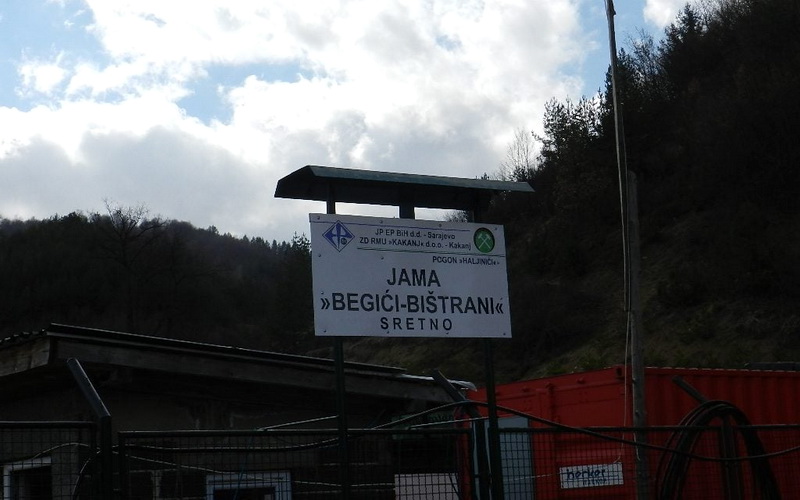 JP EP BiH d.d. - Sarajevo
ZD RMU »KAKANJ« d.o.o. - Kakanj
POGON »HALJINIĆI«
JAMA
»BEGIĆI-BIŠTRANI«
SRETNO